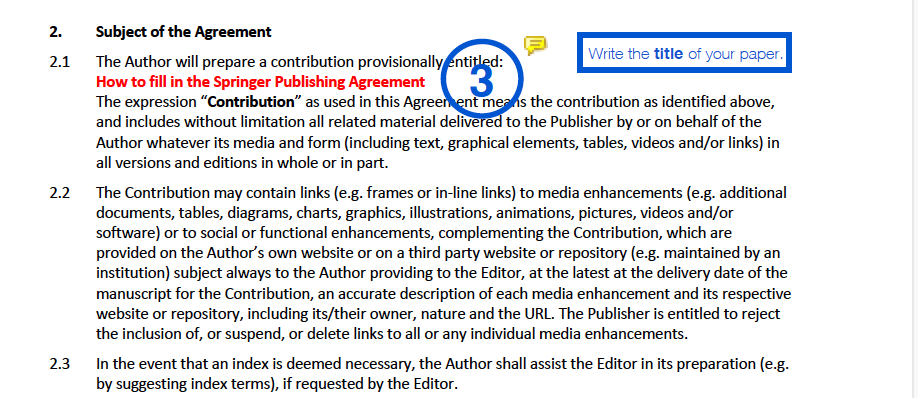 2. Subject of the Agreement
2.1 The Author will prepare a contribution provisionally entitled:
How to fill in the Springer Publishing Agreement
3
Write the title of your paper.
The expression “Contribution” as used in this Agreement means the contribution as identified above,
and includes without limitation all related material delivered to the Publisher by or on behalf of the
Author whatever its media and form (including text, graphical elements, tables, videos and/or links) in
all versions and editions in whole or in part.
2.2 The Contribution may contain links (e.g. frames or in-line links) to media enhancements (e.g. additional
documents, tables, diagrams, charts, graphics, illustrations, animations, pictures, videos and/or
software) or to social or functional enhancements, complementing the Contribution, which are
provided on the Author’s own website or on a third party website or repository (e.g. maintained by an
institution) subject always to the Author providing to the Editor, at the latest at the delivery date of the
manuscript for the Contribution, an accurate description of each media enhancement and its respective
website or repository, including its/their owner, nature and the URL. The Publisher is entitled to reject
the inclusion of, or suspend, or delete links to all or any individual media enhancements.
2.3 In the event that an index is deemed necessary, the Author shall assist the Editor in its preparation (e.g.
by suggesting index terms), if requested by the Editor.